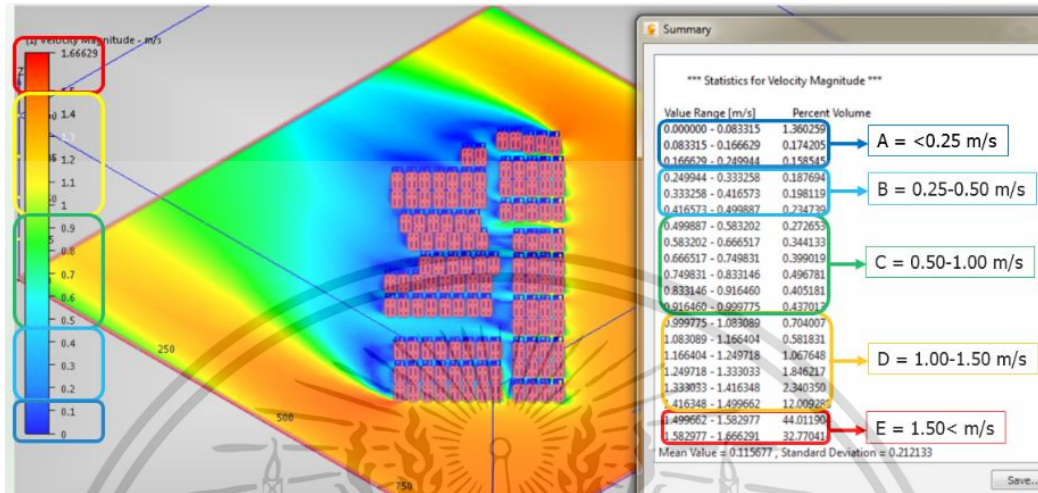 (1) Velocity Magnitude - m/s
1.66629
1.4
1.3
1.2
1.1
1
0.9
0.8
0.7
0.6
0.5
0.4
0.3
0.2
0.1
0
250
500
750
Summary
*** Statistics for Velocity Magnitude ***
Value Range [m/s] Percent Volume
0.000000 - 0.083315 1.360259
0.083315 - 0.166629 0.174205
0.166629 - 0.249944 0.158545
0.249944 - 0.333258 0.187694
0.333258 - 0.416573 0.198119
0.416573 - 0.499887 0.234739
0.499887 - 0.583202 0.272653
0.583202 - 0.666517 0.344133
0.666517 - 0.749831 0.399019
0.749831 - 0.833146 0.496781
0.833146 - 0.916460 0.405181
0.916460 - 0.999775 0.437013
0.999775 - 1.083089 0.704007
1.083089 - 1.166404 0.581831
1.166404 - 1.249718 1.067648
1.249718 - 1.333033 1.846217
1.333033 - 1.416348 2.340350
1.416348 - 1.499662 12.009289
1.499662 - 1.582977 44.01190
1.582977 - 1.666291 32.77041
Mean Value = 0.115677 , Standard Deviation = 0.212133
Save...
A = <0.25 m/s
B = 0.25-0.50 m/s
C = 0.50-1.00 m/s
D = 1.00-1.50 m/s
E = 1.50< m/s